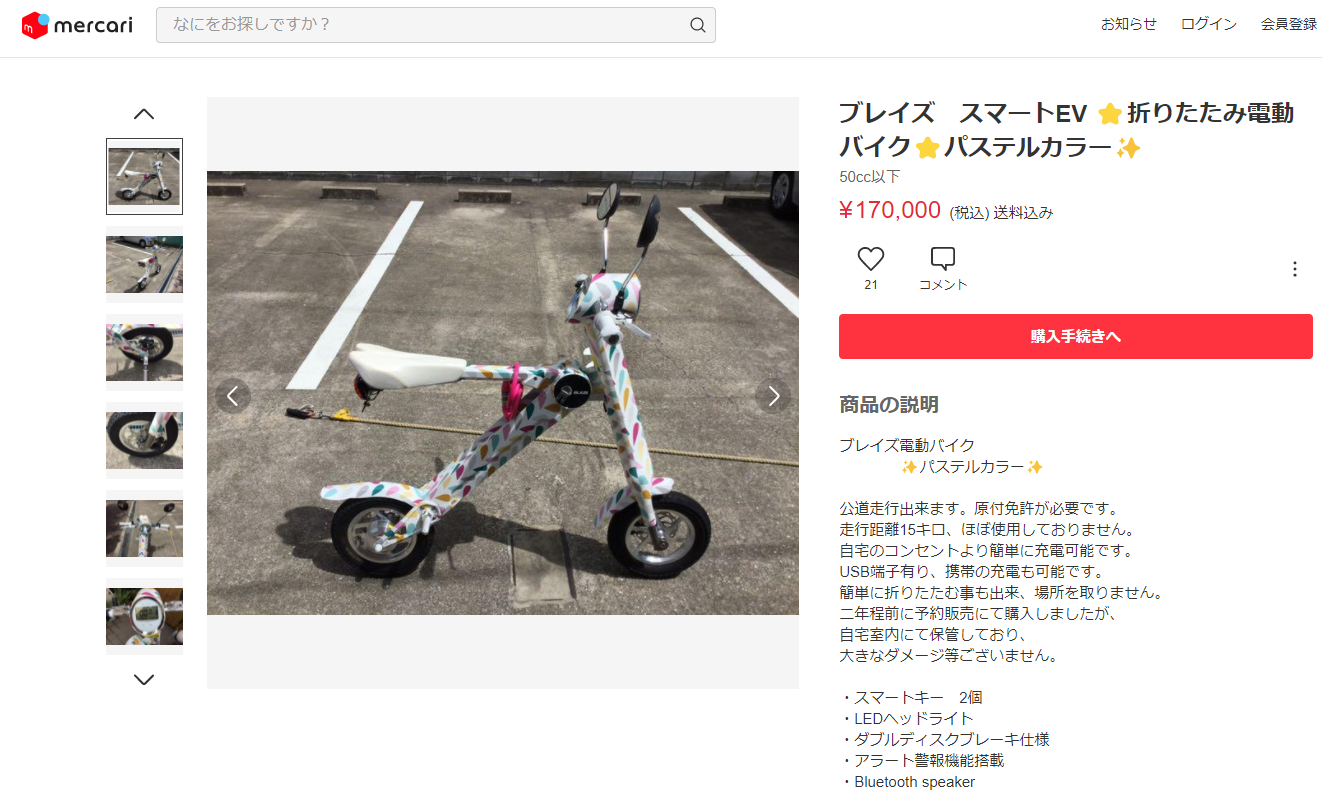 mercari
なにをお探しですか？
お知らせ
ログイン
会員登録
ブレイズ　スマートEV ⭐折りたたみ電動
バイク⭐パステルカラー✨
50cc以下
¥170,000 (税込) 送料込み
21
コメント
購入手続きへ
商品の説明
ブレイズ電動バイク
✨パステルカラー✨
公道走行出来ます。原付免許が必要です。
走行距離15キロ、ほぼ使用しておりません。
自宅のコンセントより簡単に充電可能です。
USB端子有り、携帯の充電も可能です。
簡単に折りたたむ事も出来、場所を取りません。
二年程前に予約販売にて購入しましたが、
自宅室内にて保管しており、
大きなダメージ等ございません。
・スマートキー　2個
・LEDヘッドライト
・ダブルディスクブレーキ仕様
・アラート警報機能搭載
・Bluetooth speaker